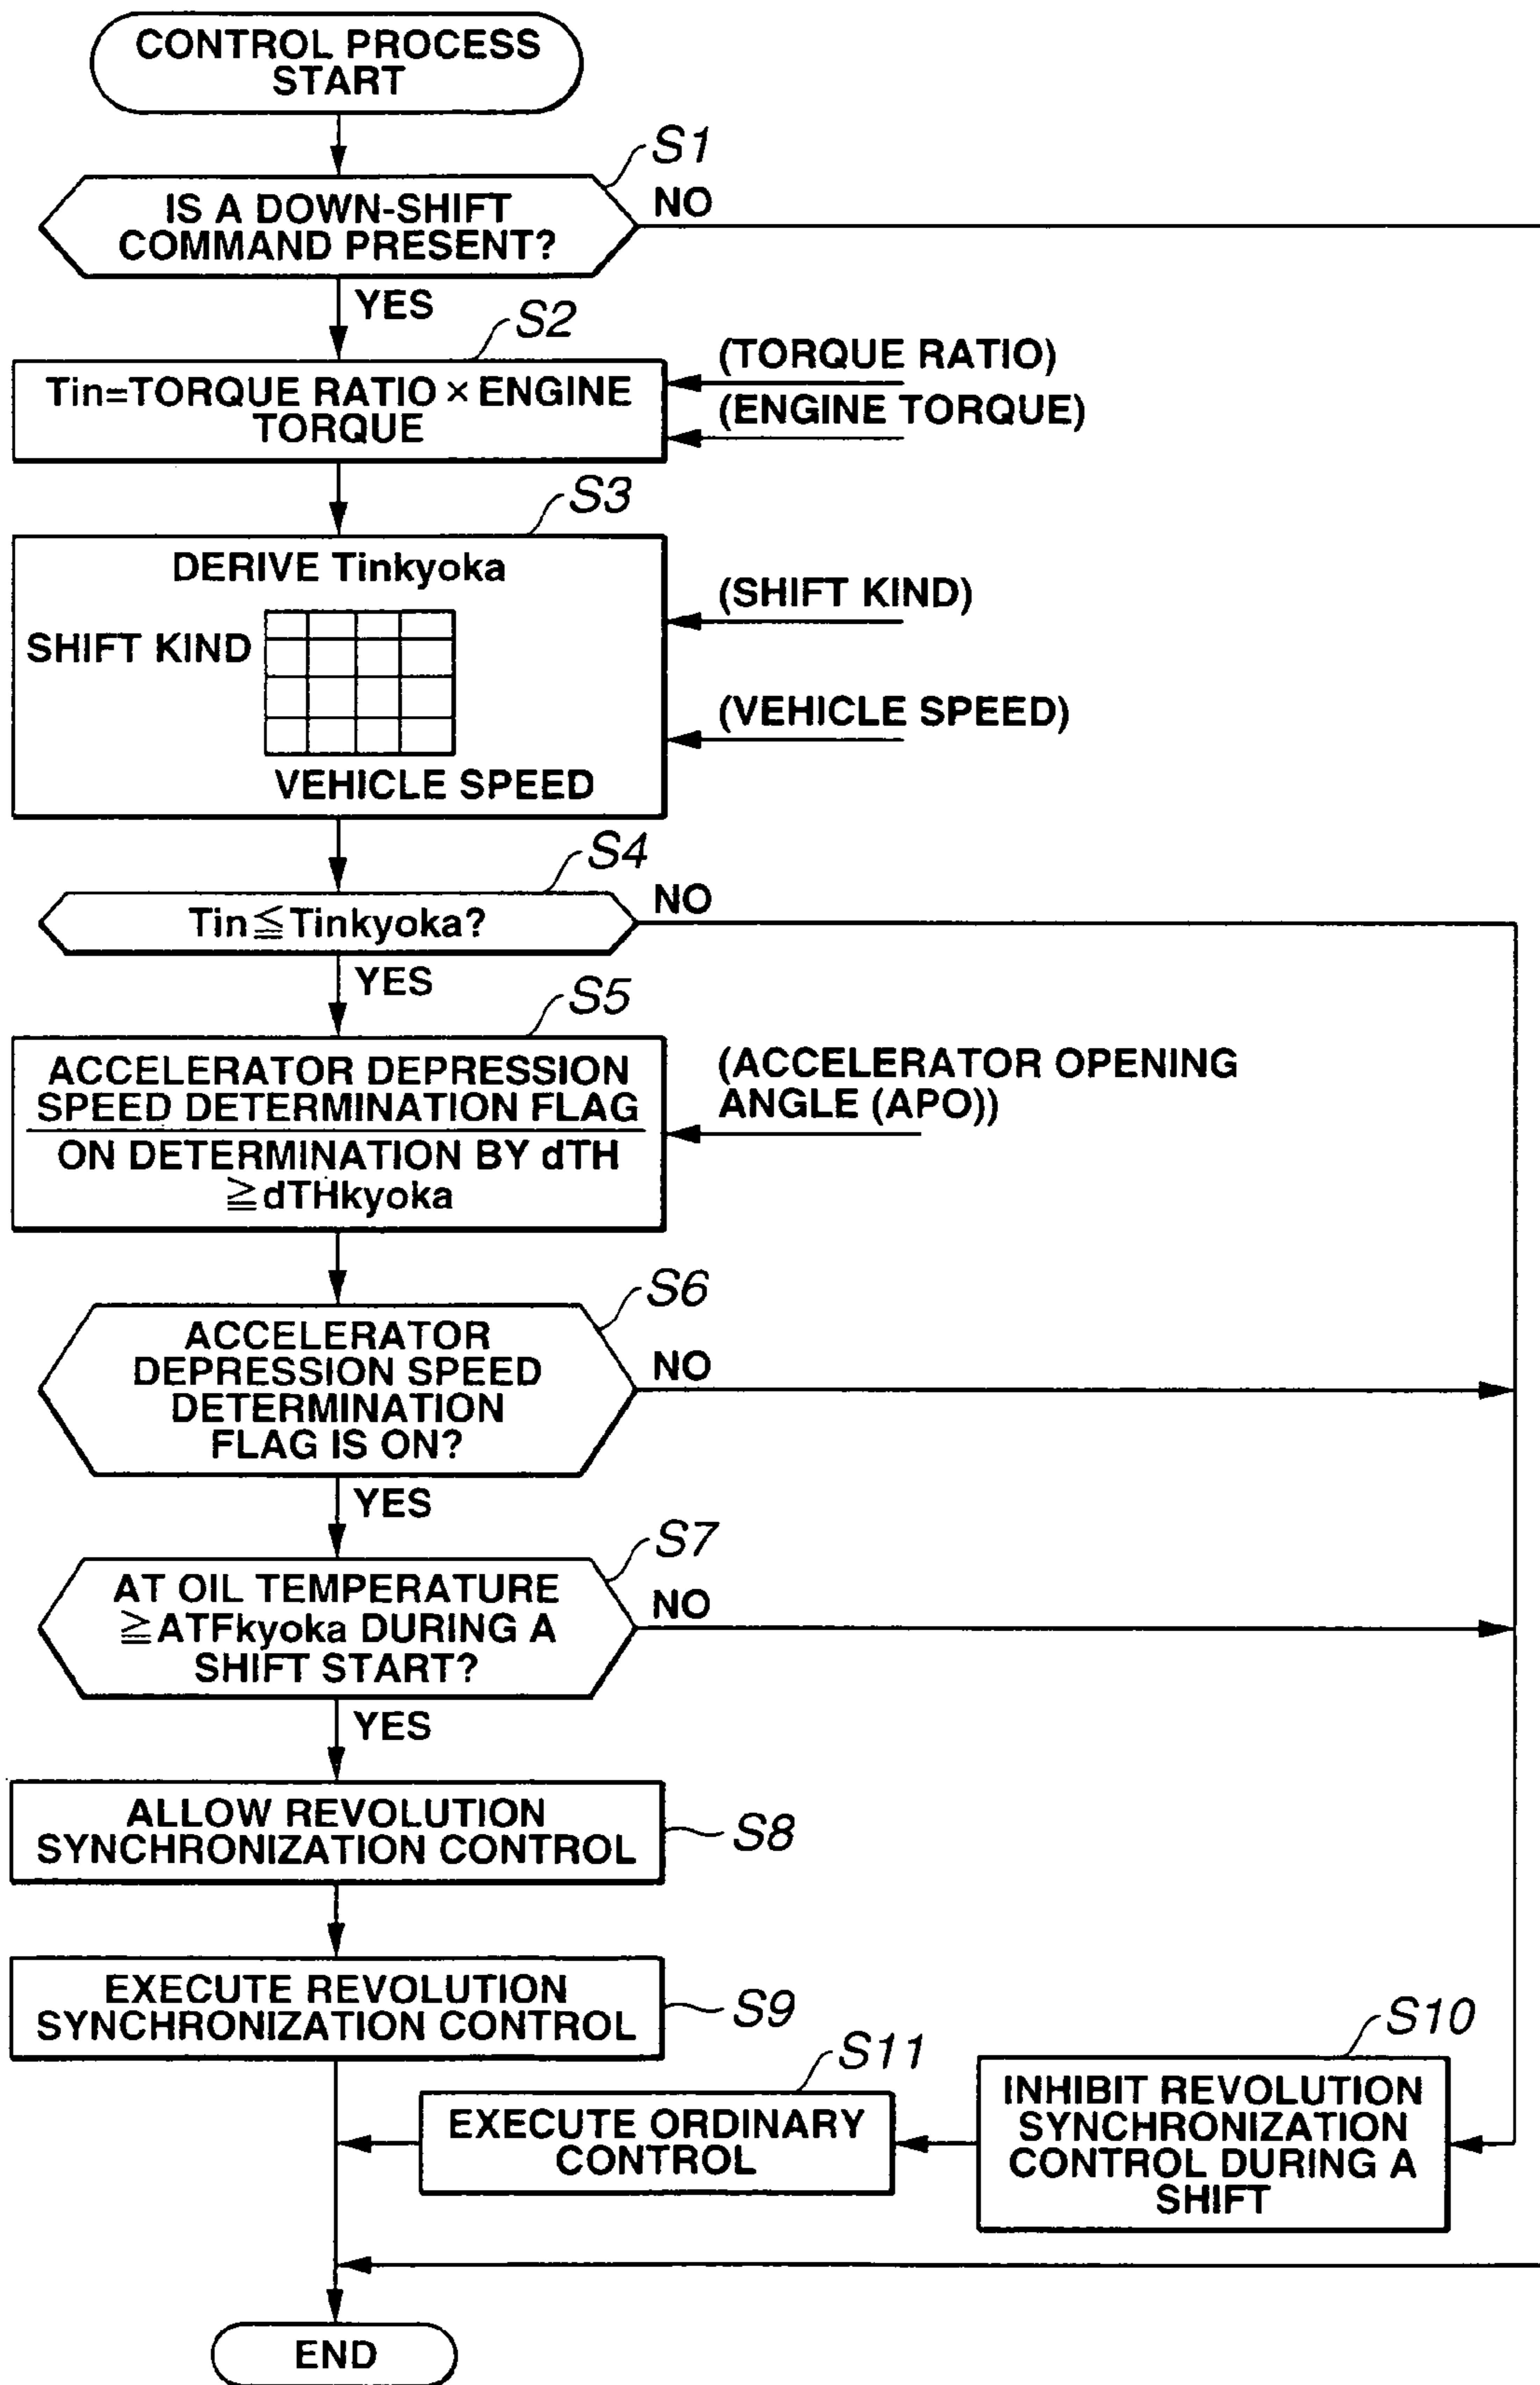 CONTROL PROCESS
START
S1
IS A DOWN-SHIFT
COMMAND PRESENT?
NO
YES
S2
Tin=TORQUE RATIO × ENGINE
TORQUE
(TORQUE RATIO)
(ENGINE TORQUE)
S3
DERIVE Tinkyoka
SHIFT KIND
VEHICLE SPEED
(SHIFT KIND)
(VEHICLE SPEED)
S4
Tin≦Tinkyoka?
NO
YES
S5
ACCELERATOR DEPRESSION
SPEED DETERMINATION FLAG
ON DETERMINATION BY dTH
≧dTHkyoka
(ACCELERATOR OPENING
ANGLE (APO))
S6
ACCELERATOR
DEPRESSION SPEED
DETERMINATION
FLAG IS ON?
NO
YES
S7
AT OIL TEMPERATURE
≧ATFkyoka DURING A
SHIFT START?
NO
YES
ALLOW REVOLUTION
SYNCHRONIZATION CONTROL
S8
EXECUTE REVOLUTION
SYNCHRONIZATION CONTROL
S9
S10
INHIBIT REVOLUTION
SYNCHRONIZATION
CONTROL DURING A
SHIFT
S11
EXECUTE ORDINARY
CONTROL
END